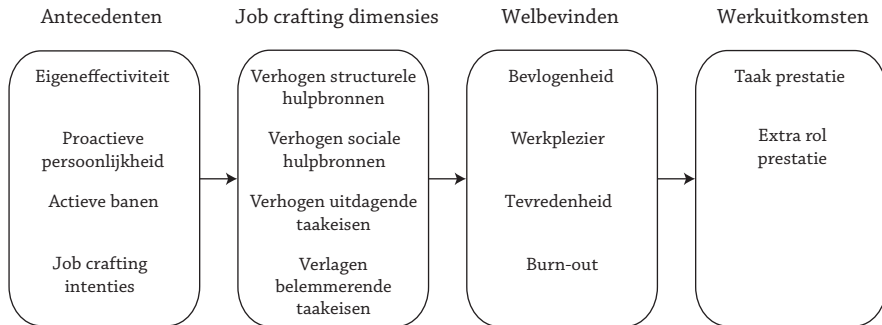 Antecedenten
Eigeneffectiviteit
Proactieve
persoonlijkheid
Actieve banen
Job crafting
intenties
Job crafting dimensies
Verhogen structurele
hulpbronnen
Verhogen sociale
hulpbronnen
Verhogen uitdagende
taakeisen
Verlagen
belemmerende
taakeisen
Welbevinden
Bevlogenheid
Werkplezier
Tevredenheid
Burn-out
Werkuitkomsten
Taak prestatie
Extra rol
prestatie